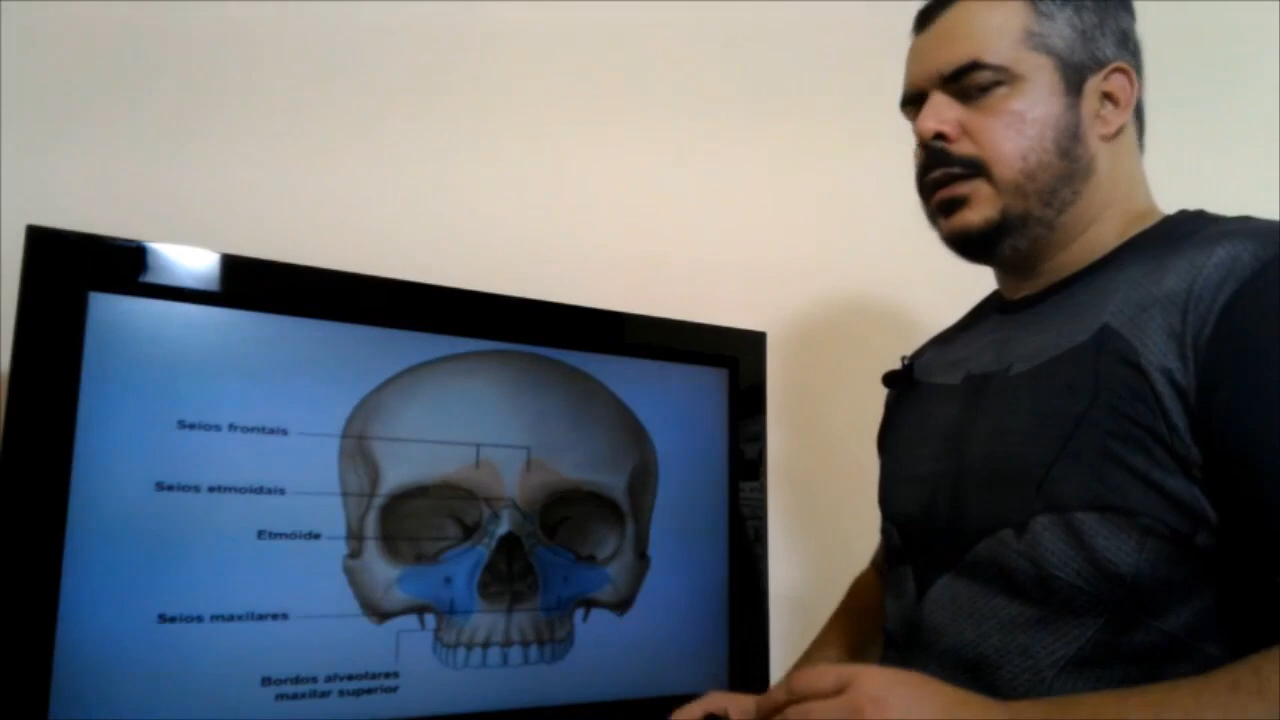 Seios frontais
Seios etmoidais
Etmóide
Seios maxilares
Bordos alveolares
maxilar superior